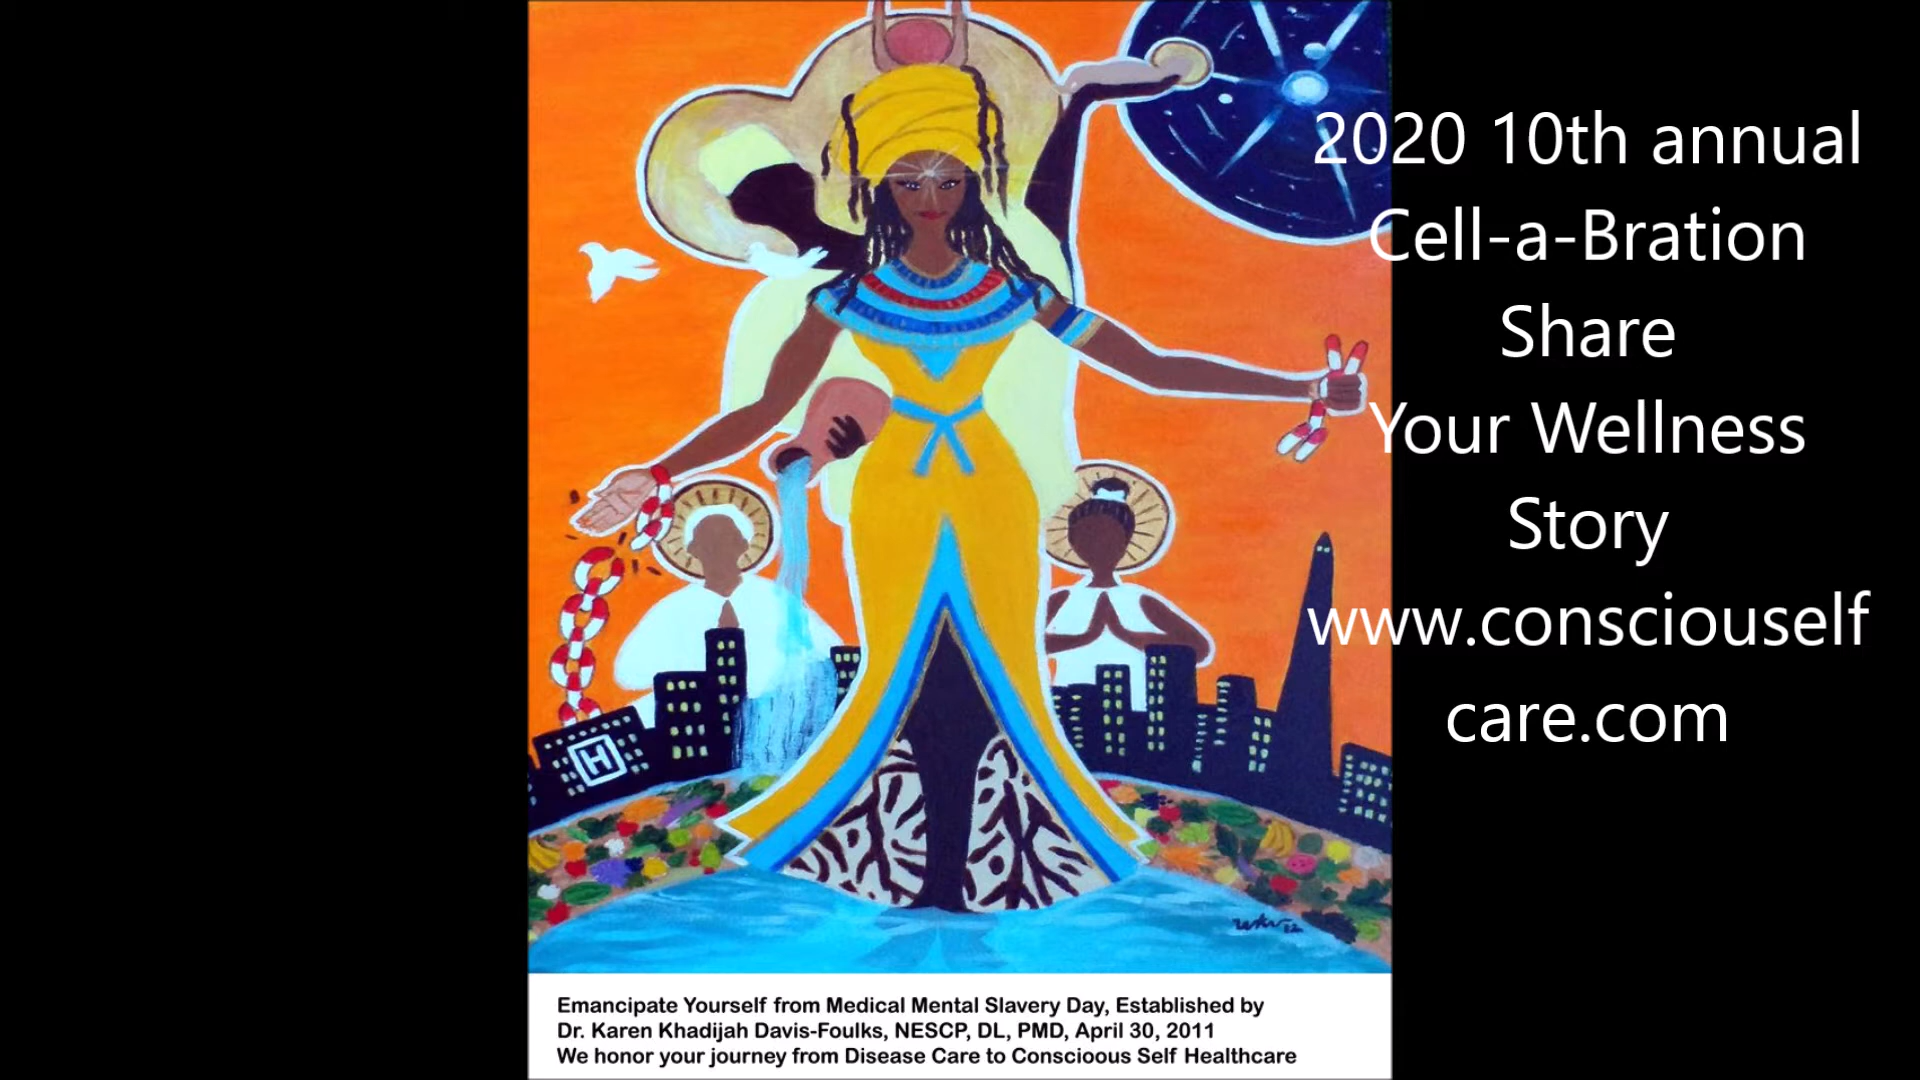 2020 10th annual
Cell-a-Bration
Share
Your Wellness
Story
www.consciouself
care.com
H
Emancipate Yourself from Medical Mental Slavery Day, Established by
Dr. Karen Khadijah Davis-Foulks, NESCP, DL, PMD, April 30, 2011
We honor your journey from Disease Care to Conscioous Self Healthcare